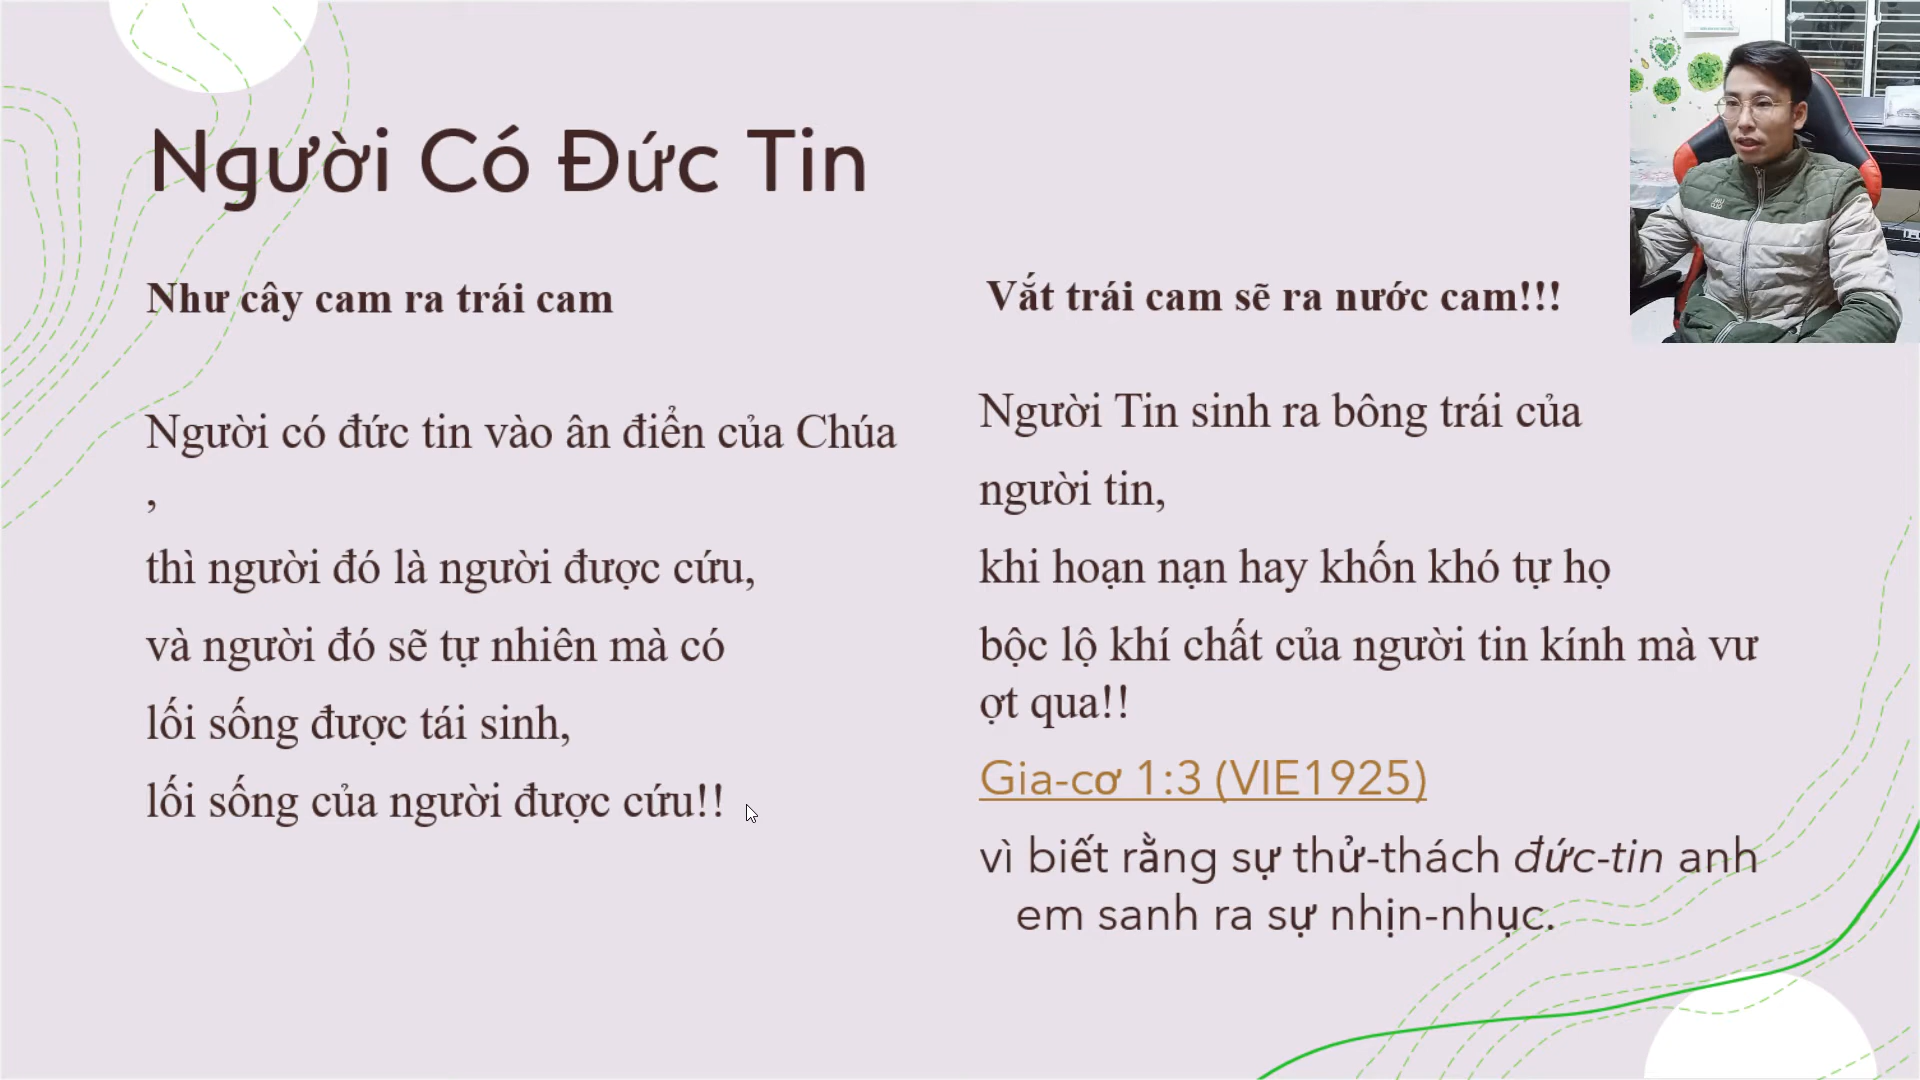 Người Có Đức Tin
Như cây cam ra trái cam
Người có đức tin vào ân điển của Chúa
,
thì người đó là người được cứu,
và người đó sẽ tự nhiên mà có
lối sống được tái sinh,
lối sống của người được cứu!!
Vắt trái cam sẽ ra nước cam!!!
Người Tin sinh ra bông trái của
người tin,
khi hoạn nạn hay khốn khó tự họ
bộc lộ khí chất của người tin kính mà vư
ợt qua!!
Gia-cơ 1:3 (VIE1925)
vì biết rằng sự thử-thách đức-tin anh
em sanh ra sự nhịn-nhục.